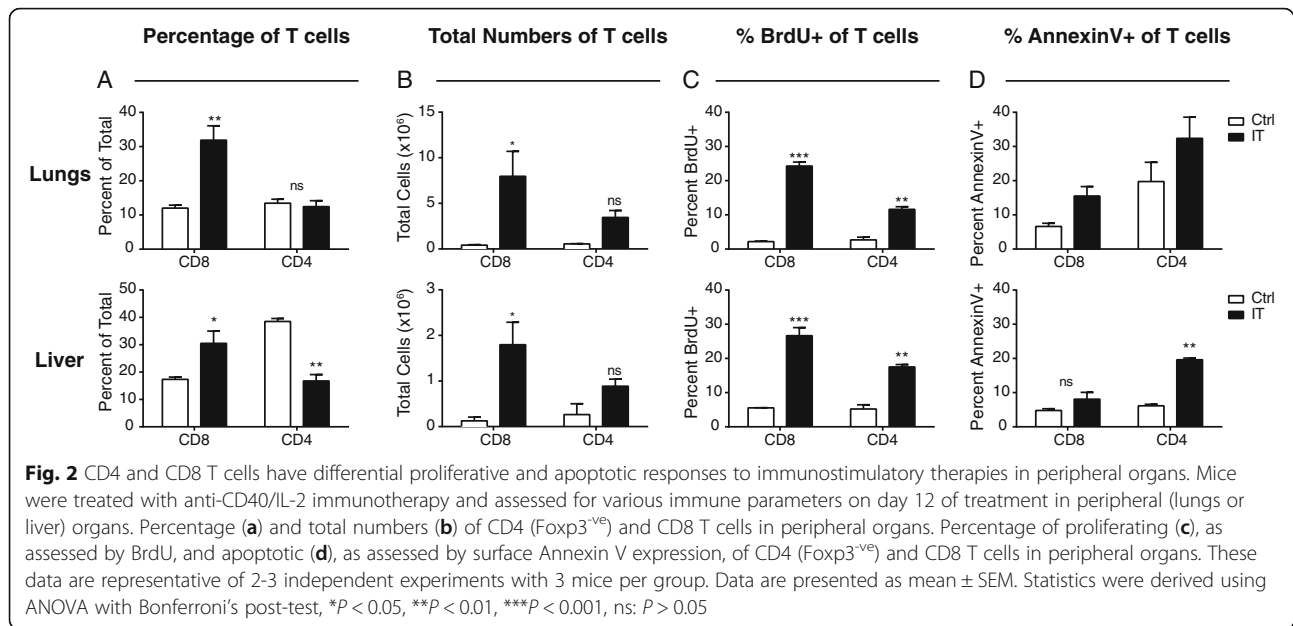 Percentage of T cells
Total Numbers of T cells
% BrdU+ of T cells
% AnnexinV+ of T cells
A
B
C
D
Lungs
Percent of Total
40
30
20
10
0
**
ns
CD8
CD4
Total Cells (x10⁶)
15
10
5
0
*
ns
CD8
CD4
Percent BrdU+
40
30
20
10
0
***
**
CD8
CD4
Percent AnnexinV+
40
30
20
10
0
CD8
CD4
Ctrl
IT
Liver
Percent of Total
50
40
30
20
10
0
*
**
CD8
CD4
Total Cells (x10⁶)
3
2
1
0
*
ns
CD8
CD4
Percent BrdU+
40
30
20
10
0
***
**
CD8
CD4
Percent AnnexinV+
40
30
20
10
0
ns
**
CD8
CD4
Ctrl
IT
Fig. 2 CD4 and CD8 T cells have differential proliferative and apoptotic responses to immunostimulatory therapies in peripheral organs. Mice
were treated with anti-CD40/IL-2 immunotherapy and assessed for various immune parameters on day 12 of treatment in peripheral (lungs or
liver) organs. Percentage (a) and total numbers (b) of CD4 (Foxp3⁻ᵛᵉ) and CD8 T cells in peripheral organs. Percentage of proliferating (c), as
assessed by BrdU, and apoptotic (d), as assessed by surface Annexin V expression, of CD4 (Foxp3⁻ᵛᵉ) and CD8 T cells in peripheral organs. These
data are representative of 2-3 independent experiments with 3 mice per group. Data are presented as mean ± SEM. Statistics were derived using
ANOVA with Bonferroni's post-test, *P < 0.05, **P < 0.01, ***P < 0.001, ns: P > 0.05